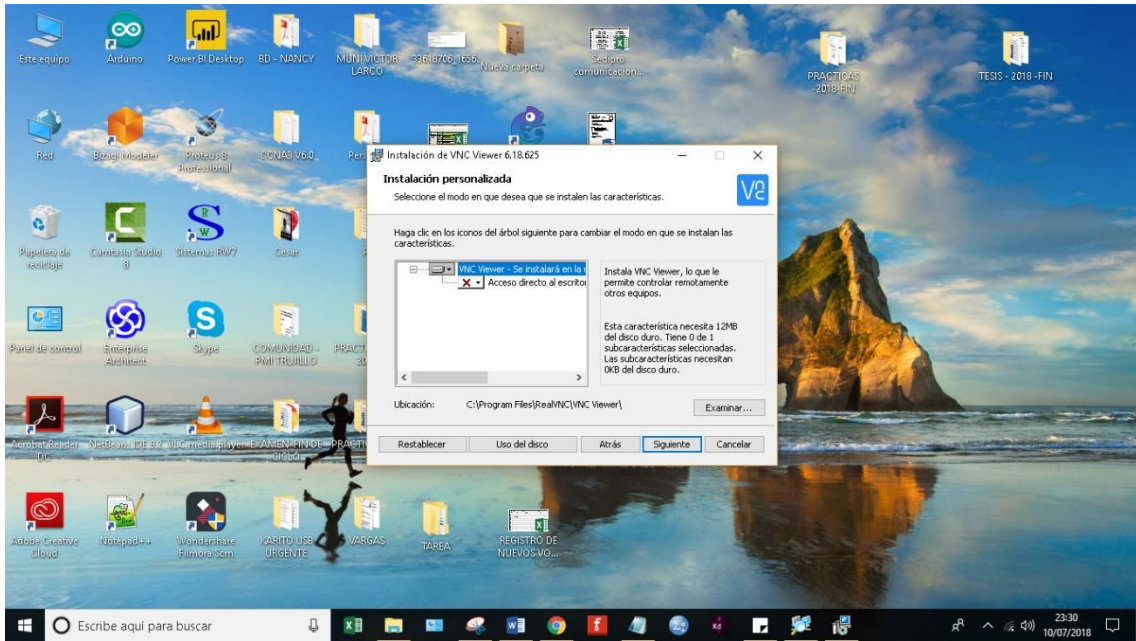 Este equipo
Arduino
Power BI Desktop
BD - NANCY
MUNI VICTOR
LARCO
33618706_1656...
Nueva carpeta
Sedipro
comunicacion...
PRACTICAS
-2018-FIN
TESIS - 2018 -FIN
Red
Bizagi Modeler
Proteus 8
Professional
CCNA3 V6.0
Pers
Instalación de VNC Viewer 6.18.625
Instalación personalizada
Seleccione el modo en que desea que se instalen las características.
Haga clic en los iconos del árbol siguiente para cambiar el modo en que se instalan las
características.
VNC Viewer - Se instalará en la u
Acceso directo al escritor
Instala VNC Viewer, lo que le
permite controlar remotamente
otros equipos.
Esta característica necesita 12MB
del disco duro. Tiene 0 de 1
subcaracterísticas seleccionadas.
Las subcaracterísticas necesitan
0KB del disco duro.
Ubicación:
C:\Program Files\RealVNC\VNC Viewer\
Examinar...
Restablecer
Uso del disco
Atrás
Siguiente
Cancelar
Papelera de
reciclaje
Camtasia Studio
8
Sistemas RW7
Cesar
Panel de control
Enterprise
Architect
Skype
COMUNIDAD -
PMI TRUJILLO
PRACT
20
Acrobat Reader
DC
NetBeans IDE 8.2
VLC media player
EXAMEN-FIN DE
CICLO
PRACTI
Adobe Creative
Cloud
Notepad++
Wondershare
Filmora Scrn
KARITO USB
URGENTE
VARGAS
TAREA
REGISTRO DE
NUEVOS VO...
Escribe aquí para buscar
23:30
10/07/2018